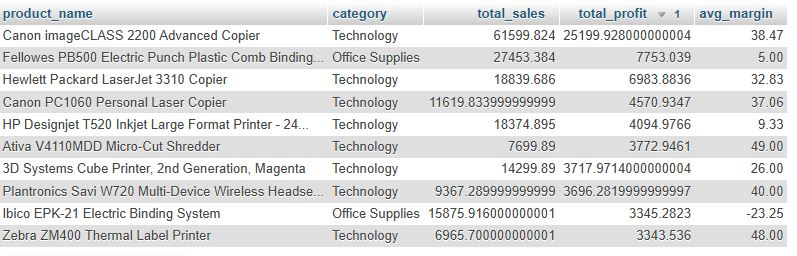 product_name category total_sales total_profit 1 avg_margin
Canon imageCLASS 2200 Advanced Copier Technology 61599.824 25199.928000000004 38.47
Fellowes PB500 Electric Punch Plastic Comb Binding... Office Supplies 27453.384 7753.039 5.00
Hewlett Packard LaserJet 3310 Copier Technology 18839.686 6983.8836 32.83
Canon PC1060 Personal Laser Copier Technology 11619.833999999999 4570.9347 37.06
HP Designjet T520 Inkjet Large Format Printer - 24... Technology 18374.895 4094.9766 9.33
Ativa V4110MDD Micro-Cut Shredder Technology 7699.89 3772.9461 49.00
3D Systems Cube Printer, 2nd Generation, Magenta Technology 14299.89 3717.9714000000004 26.00
Plantronics Savi W720 Multi-Device Wireless Headse... Technology 9367.289999999999 3696.2819999999997 40.00
Ibico EPK-21 Electric Binding System Office Supplies 15875.916000000001 3345.2823 -23.25
Zebra ZM400 Thermal Label Printer Technology 6965.700000000001 3343.536 48.00